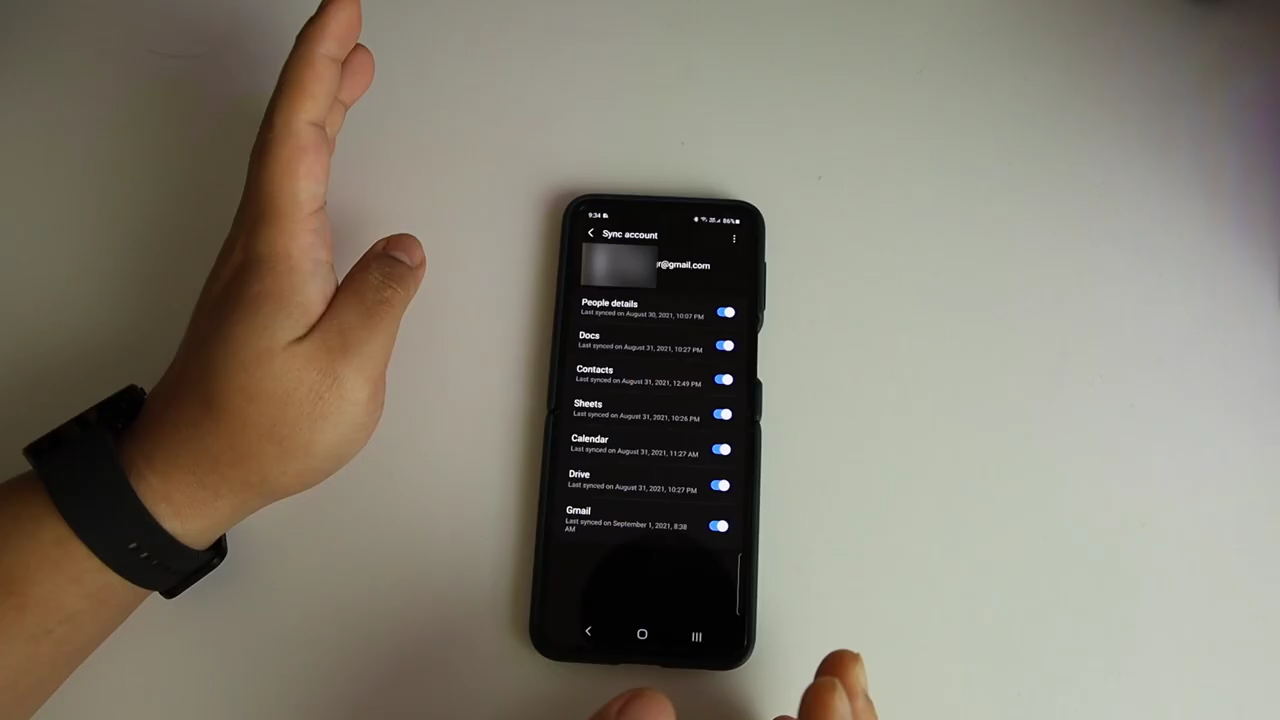 9:34
86%
Sync account
r@gmail.com
People details
Last synced on August 30, 2021, 10:07 PM
Docs
Last synced on August 31, 2021, 10:27 PM
Contacts
Last synced on August 31, 2021, 12:49 PM
Sheets
Last synced on August 31, 2021, 10:26 PM
Calendar
Last synced on August 31, 2021, 11:27 AM
Drive
Last synced on August 31, 2021, 10:27 PM
Gmail
Last synced on September 1, 2021, 8:38
AM